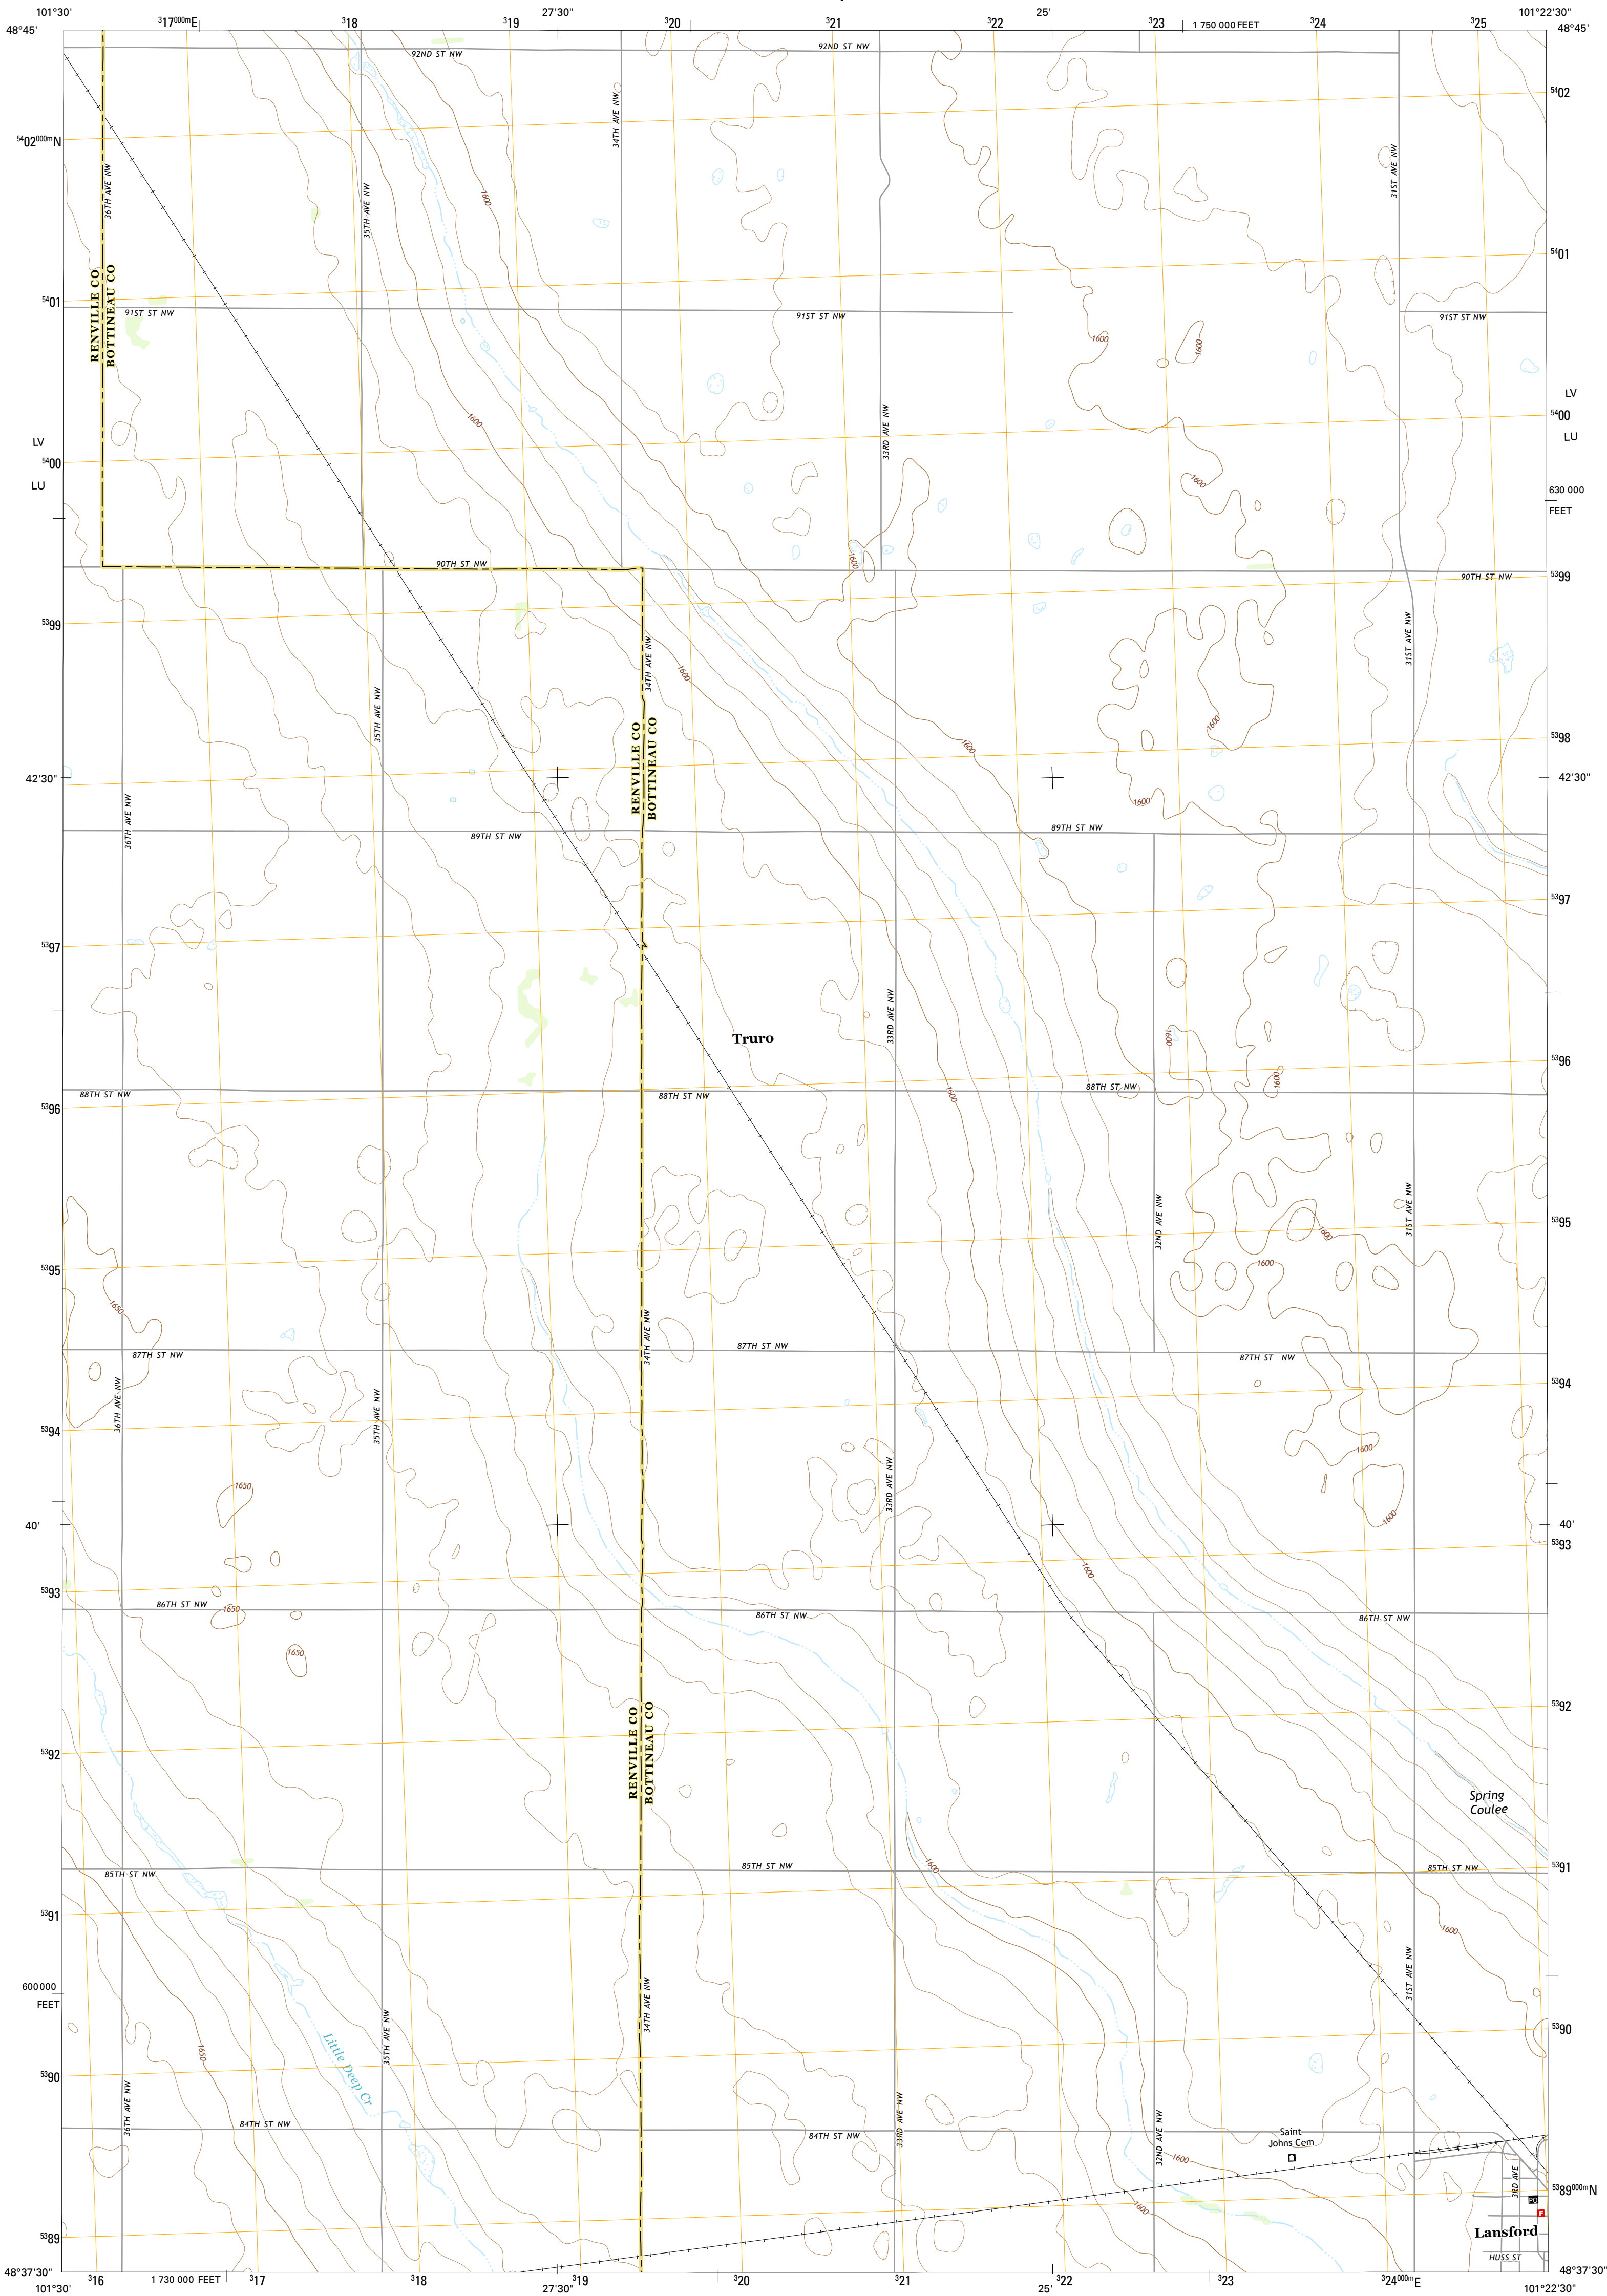 101°30' 317000mE 318 319 27'30" 320 321 322 25' 323 1 750 000 FEET 324 325 101°22'30"
48°45' 48°45'
92ND ST NW
92ND ST NW
5402
34TH AVE NW
5402000mN
31ST AVE NW
36TH AVE NW
35TH AVE NW
1600
5401
RENVILLE CO
BOTTINEAU CO
5401
91ST ST NW
91ST ST NW
91ST ST NW
1600
1600
LV
5400
LU
33RD AVE NW
1600
LV
5400
LU
1600
630 000
FEET
1600
90TH ST NW
90TH ST NW
5399
5399
31ST AVE NW
34TH AVE NW
1600
35TH AVE NW
1600
5398
1600
RENVILLE CO
BOTTINEAU CO
42'30"
42'30"
1600
36TH AVE NW
89TH ST NW
89TH ST NW
5397
5397
33RD AVE NW
Truro
1600
5396
1600
88TH ST NW
88TH ST NW
88TH ST NW
1600
5396
32ND AVE NW
31ST AVE NW
5395
1600
1600
5395
1650
34TH AVE NW
87TH ST NW
87TH ST NW
87TH ST NW
5394
36TH AVE NW
35TH AVE NW
5394
1600
33RD AVE NW
1650
1600
40'
40'
5393
1600
5393
86TH ST NW
1650
86TH ST NW
86TH ST NW
1650
5392
RENVILLE CO
BOTTINEAU CO
5392
Spring
Coulee
85TH ST NW
85TH ST NW
85TH ST NW
1600
5391
5391
1600
31ST AVE NW
600 000
FEET
34TH AVE NW
35TH AVE NW
5390
1650
Little Deep Cr
5390
36TH AVE NW
33RD AVE NW
32ND AVE NW
84TH ST NW
84TH ST NW
Saint
Johns Cem
1600
3RD AVE
5389000mN
PO
F
1600
Lansford
5389
HUSS ST
48°37'30" 48°37'30"
316 1 730 000 FEET 317 318 319 320 321 322 323 324000mE
101°30' 27'30" 25' 101°22'30"